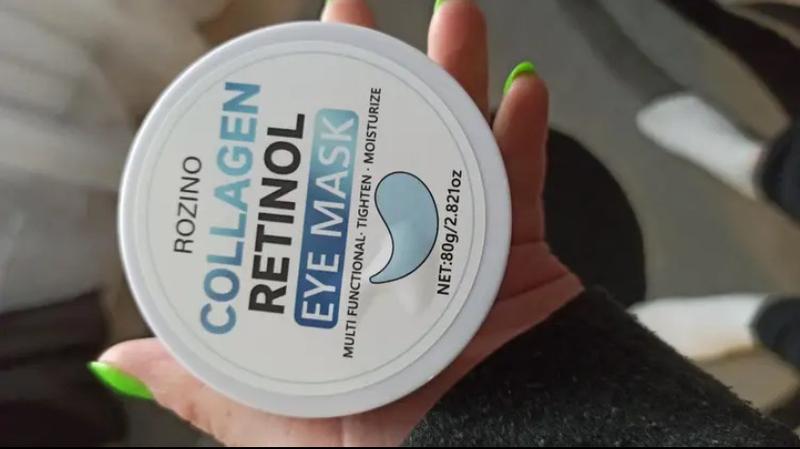 ROZINO
COLLAGEN
RETINOL
EYE MASK
MULTI FUNCTIONAL· TIGHTEN · MOISTURIZE
NET:80g/2.821oz